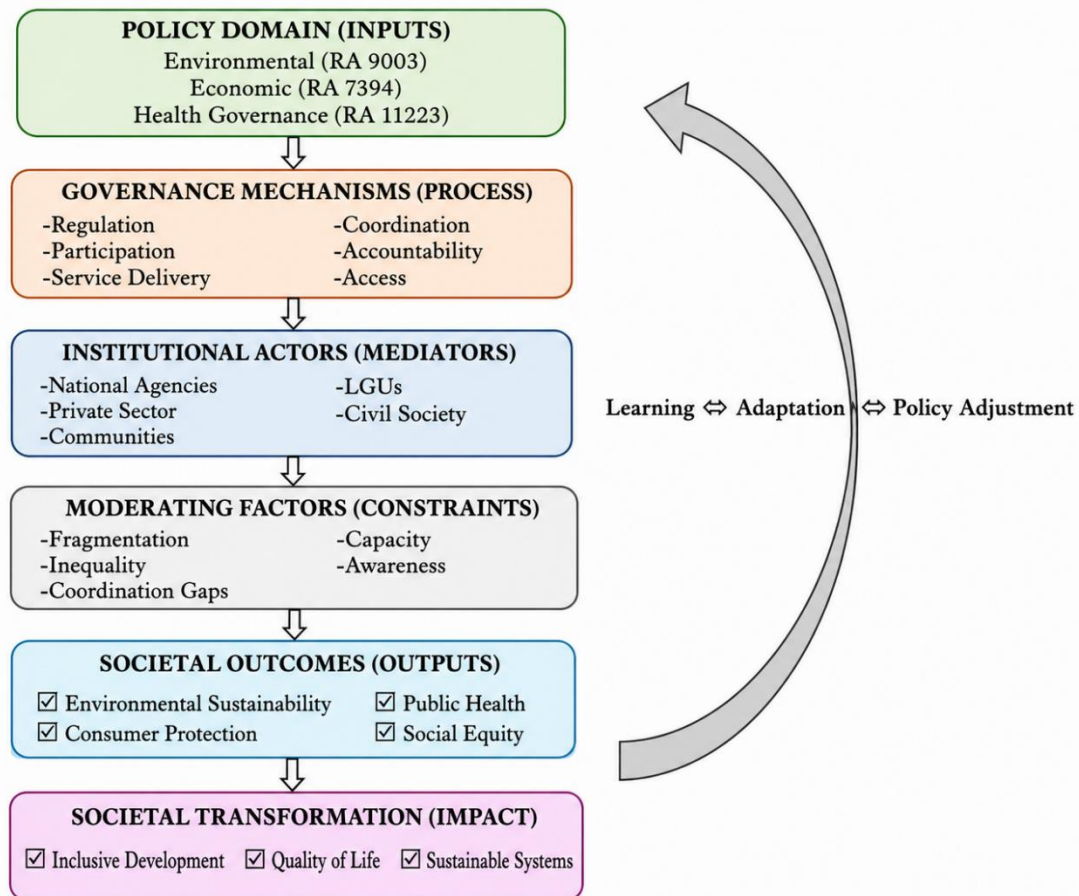 POLICY DOMAIN (INPUTS)
Environmental (RA 9003)
Economic (RA 7394)
Health Governance (RA 11223)
GOVERNANCE MECHANISMS (PROCESS)
-Regulation -Coordination
-Participation -Accountability
-Service Delivery -Access
INSTITUTIONAL ACTORS (MEDIATORS)
-National Agencies -LGUs
-Private Sector -Civil Society
-Communities
MODERATING FACTORS (CONSTRAINTS)
-Fragmentation -Capacity
-Inequality -Awareness
-Coordination Gaps
SOCIETAL OUTCOMES (OUTPUTS)
☑ Environmental Sustainability ☑ Public Health
☑ Consumer Protection ☑ Social Equity
SOCIETAL TRANSFORMATION (IMPACT)
☑ Inclusive Development ☑ Quality of Life ☑ Sustainable Systems
Learning ⇔ Adaptation ⇔ Policy Adjustment